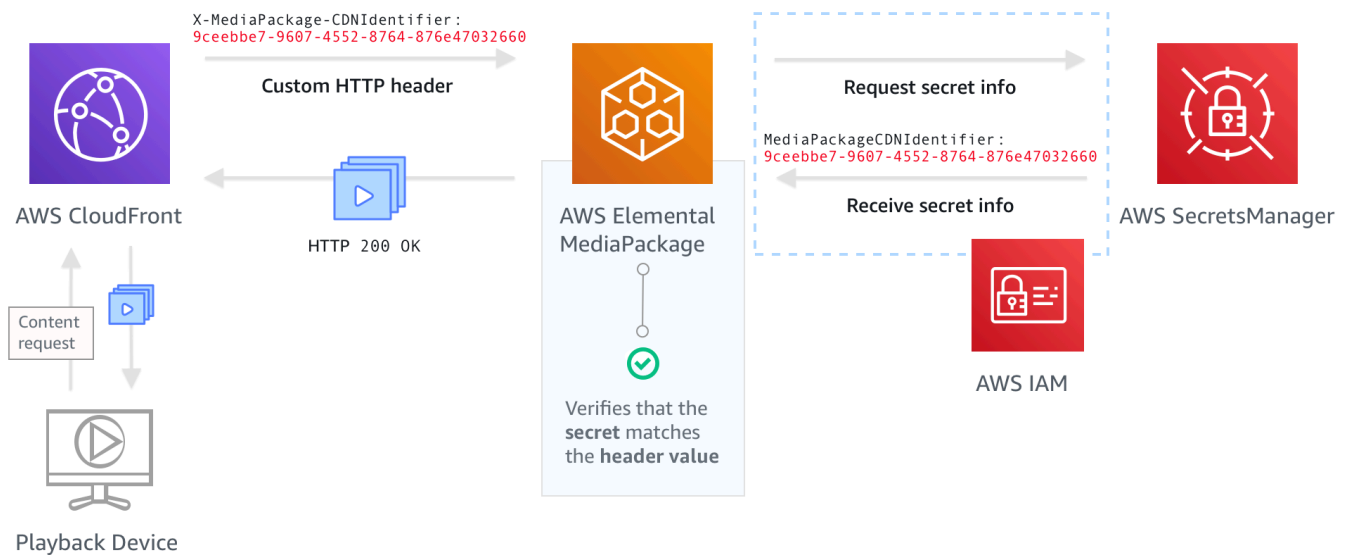 X-MediaPackage-CDNIdentifier:
9ceebbe7-9607-4552-8764-876e47032660
Custom HTTP header
Request secret info
MediaPackageCDNIdentifier:
9ceebbe7-9607-4552-8764-876e47032660
Receive secret info
AWS CloudFront
HTTP 200 OK
AWS Elemental
MediaPackage
AWS SecretsManager
Content
request
AWS IAM
Verifies that the
secret matches
the header value
Playback Device